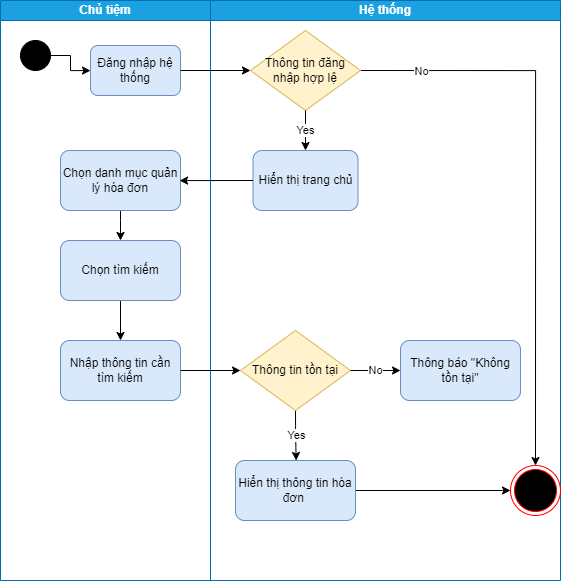 Chủ tiệm
Hệ thống
Đăng nhập hệ
thống
Thông tin đăng
nhập hợp lệ
No
Yes
Chọn danh mục quản
lý hóa đơn
Hiển thị trang chủ
Chọn tìm kiếm
Nhập thông tin cần
tìm kiếm
Thông tin tồn tại
No
Thông báo "Không
tồn tại"
Yes
Hiển thị thông tin hóa
đơn